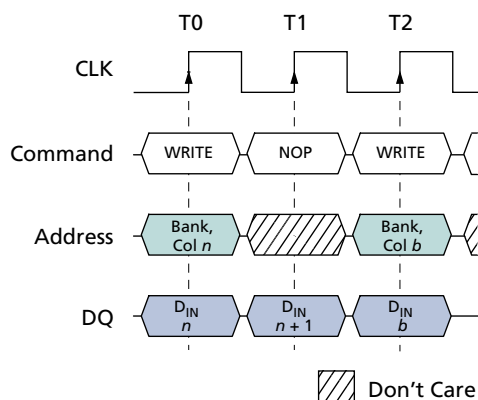 T0 T1 T2
CLK
Command WRITE NOP WRITE
Address Bank, Col n Bank, Col b
DQ DIN n DIN n + 1 DIN b
Don't Care